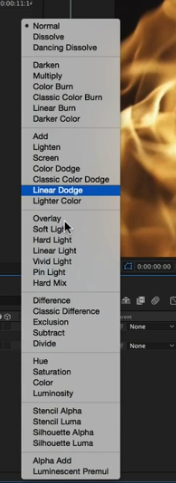 0:00:11:14
Normal
Dissolve
Dancing Dissolve
Darken
Multiply
Color Burn
Classic Color Burn
Linear Burn
Darker Color
Add
Lighten
Screen
Color Dodge
Classic Color Dodge
Linear Dodge
Lighter Color
Overlay
Soft Light
Hard Light
Linear Light
Vivid Light
Pin Light
Hard Mix
0:00:00:00
Difference
Classic Difference
Exclusion
Subtract
Divide
None
None
Hue
Saturation
Color
Luminosity
Stencil Alpha
Stencil Luma
Silhouette Alpha
Silhouette Luma
Alpha Add
Luminescent Premul